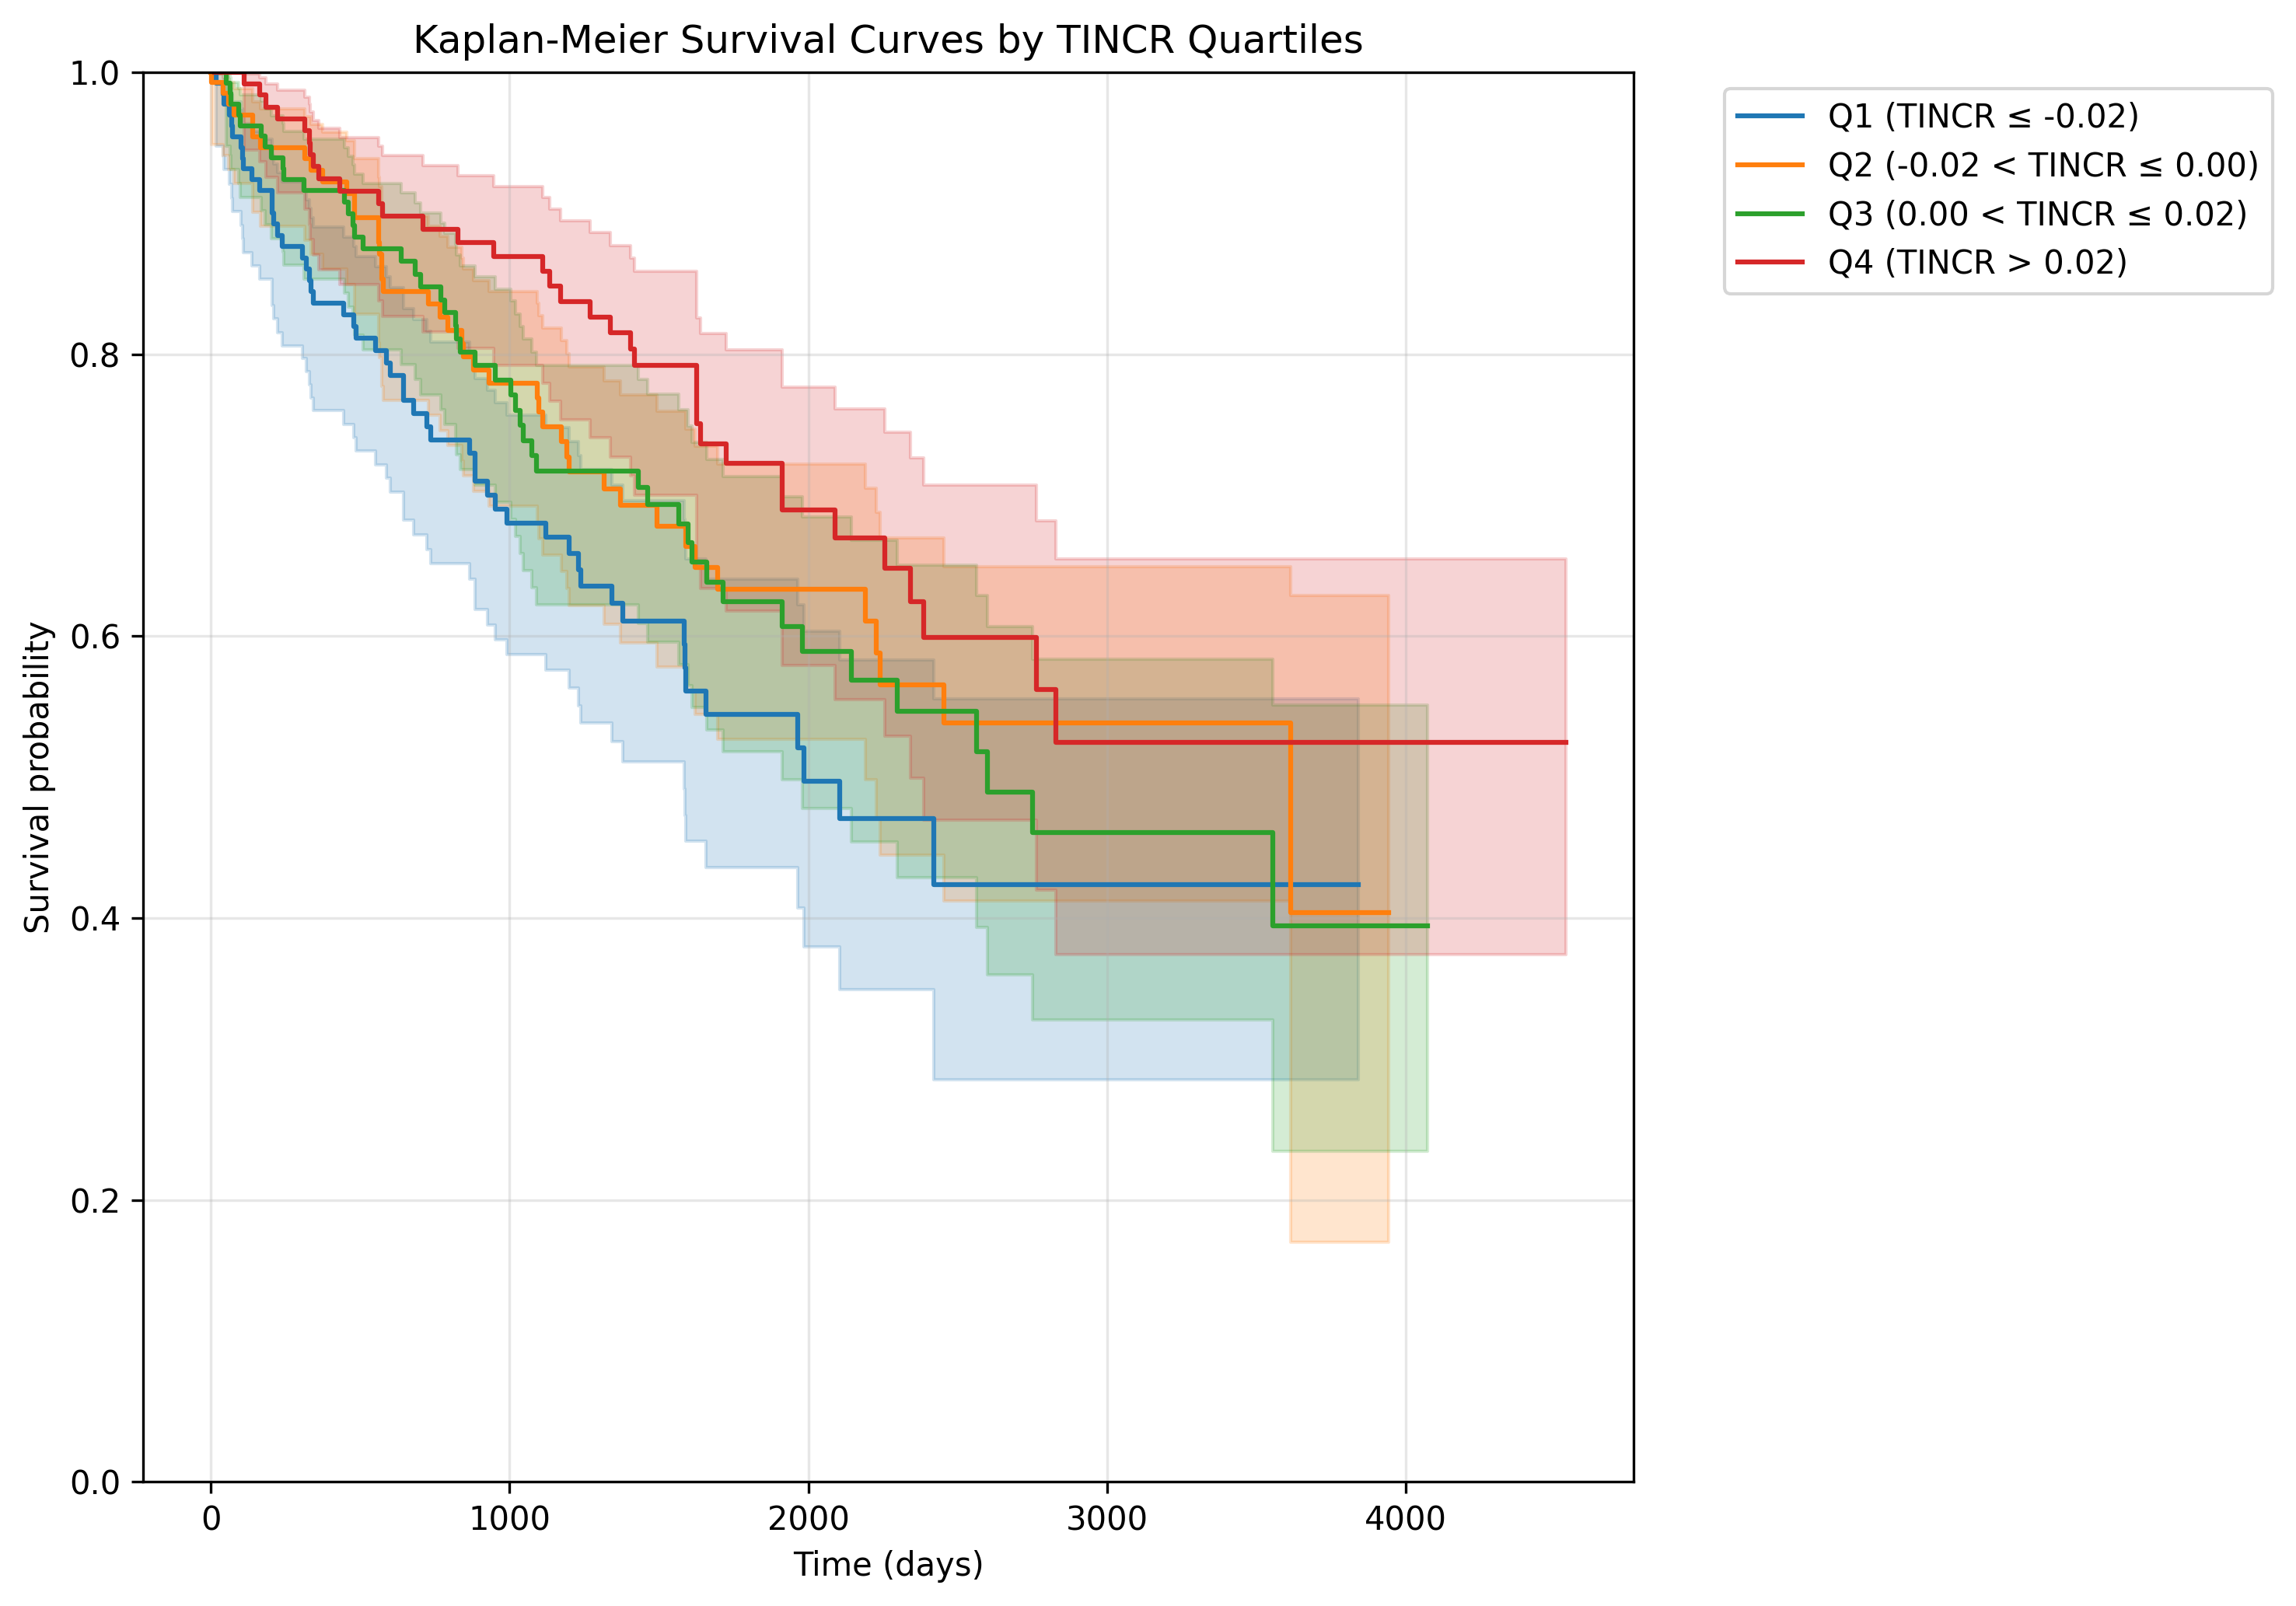 Kaplan-Meier Survival Curves by TINCR Quartiles
Survival probability
1.0
0.8
0.6
0.4
0.2
0.0
0 1000 2000 3000 4000
Time (days)
Q1 (TINCR ≤ -0.02)
Q2 (-0.02 < TINCR ≤ 0.00)
Q3 (0.00 < TINCR ≤ 0.02)
Q4 (TINCR > 0.02)